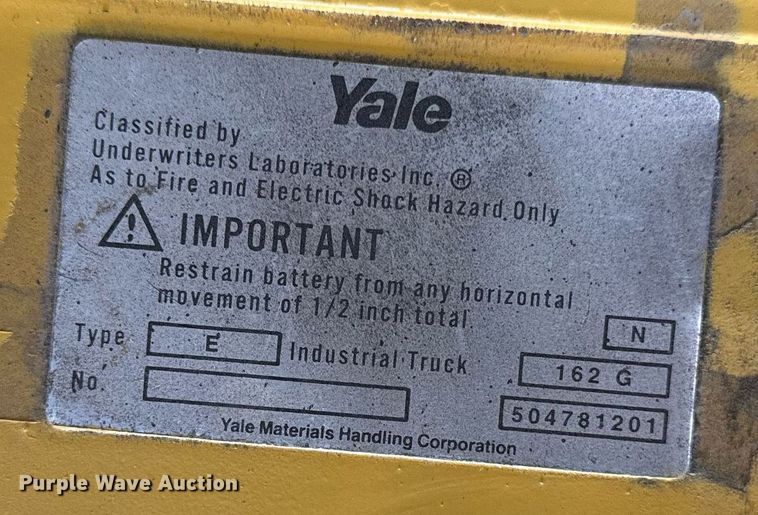 Yale
Classified by
Underwriters Laboratories Inc. ®
As to Fire and Electric Shock Hazard Only
IMPORTANT
Restrain battery from any horizontal
movement of 1/2 inch total
N
Type E Industrial Truck 162 G
No. 504781201
Yale Materials Handling Corporation
Purple Wave Auction